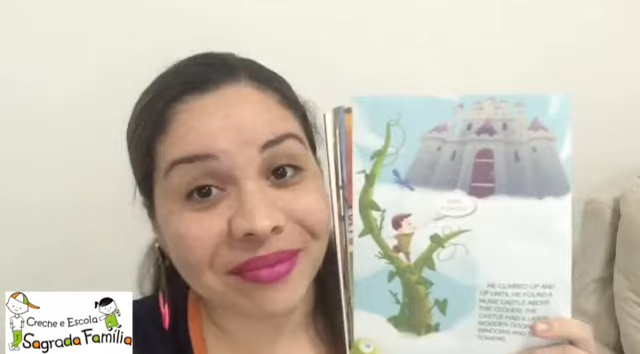 HE CLIMBED UP AND
UP UNTIL HE FOUND A
HUGE CASTLE ABOVE
THE CLOUDS. THE
CASTLE HAD A LARGE
WOODEN DOOR,
WINDOWS AND
TOWERS.
Creche e Escola
Sagrada Família